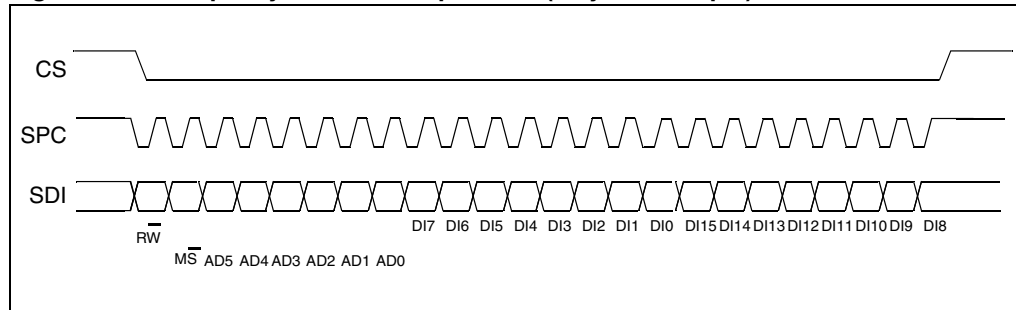 CS
SPC
SDI
DI7 DI6 DI5 DI4 DI3 DI2 DI1 DI0 DI15 DI14 DI13 DI12 DI11 DI10 DI9 DI8
RW
MS AD5 AD4 AD3 AD2 AD1 AD0